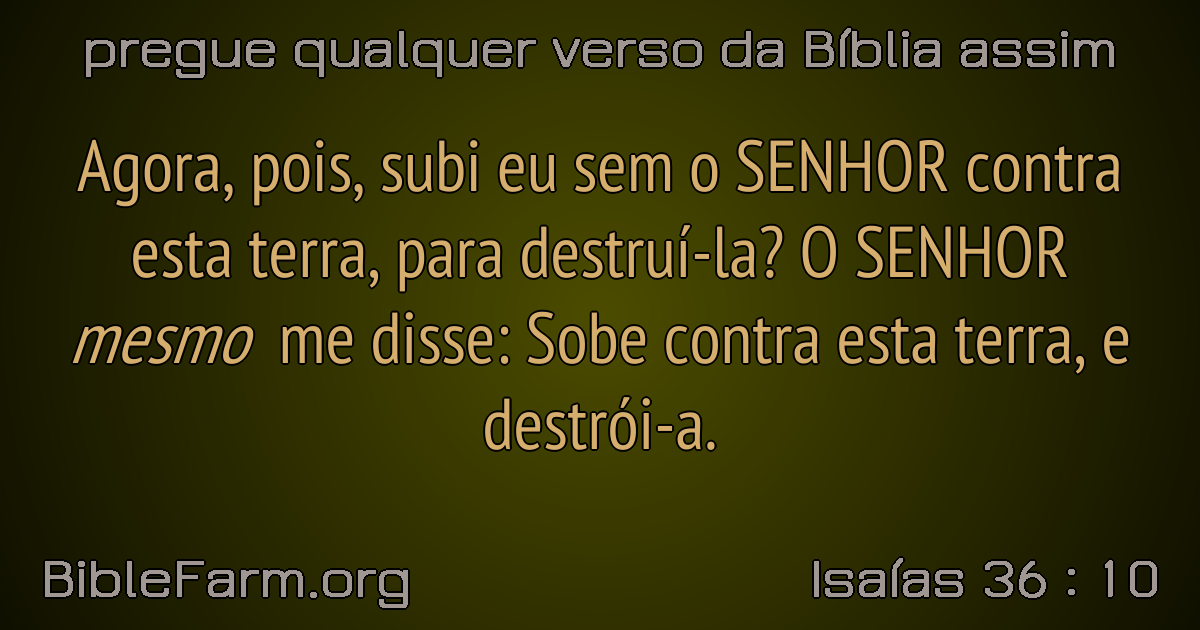 pregue qualquer verso da Bíblia assim
Agora, pois, subi eu sem o SENHOR contra
esta terra, para destruí-la? O SENHOR
mesmo me disse: Sobe contra esta terra, e
destrói-a.
BibleFarm.org
Isaías 36 : 10